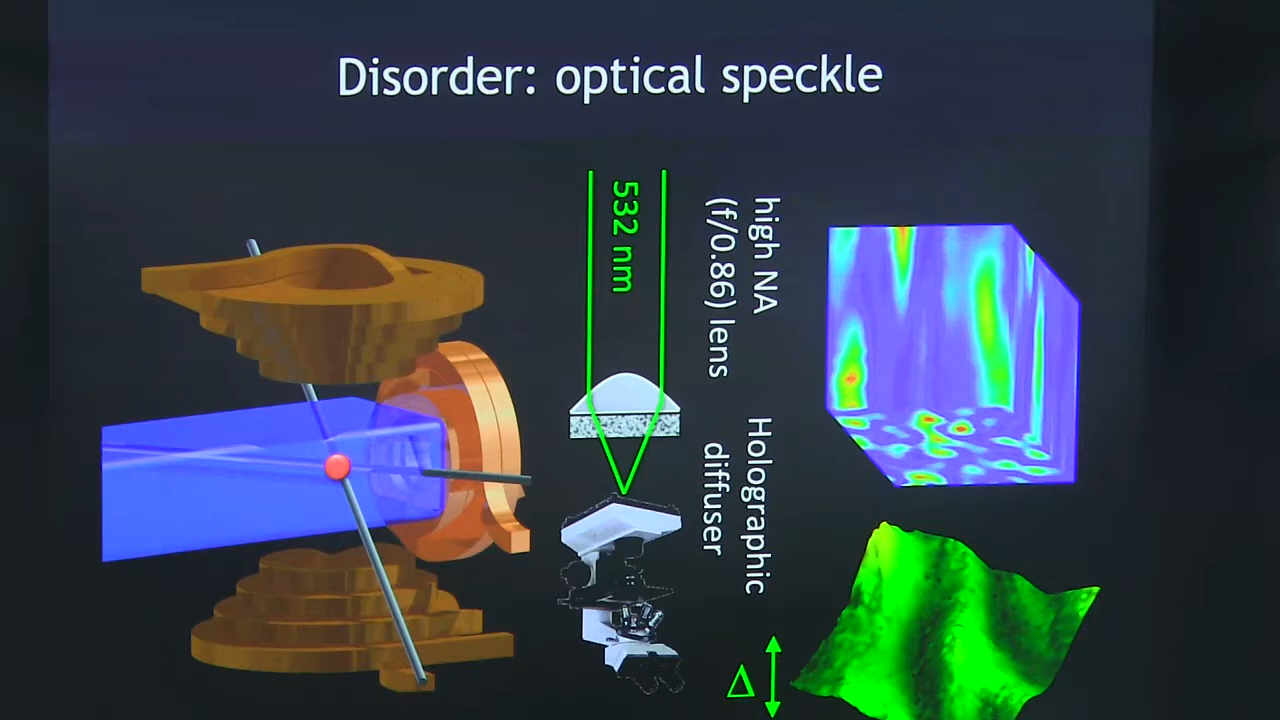 Disorder: optical speckle
532 nm
high NA
(f/0.86) lens
Holographic
diffuser
Δ